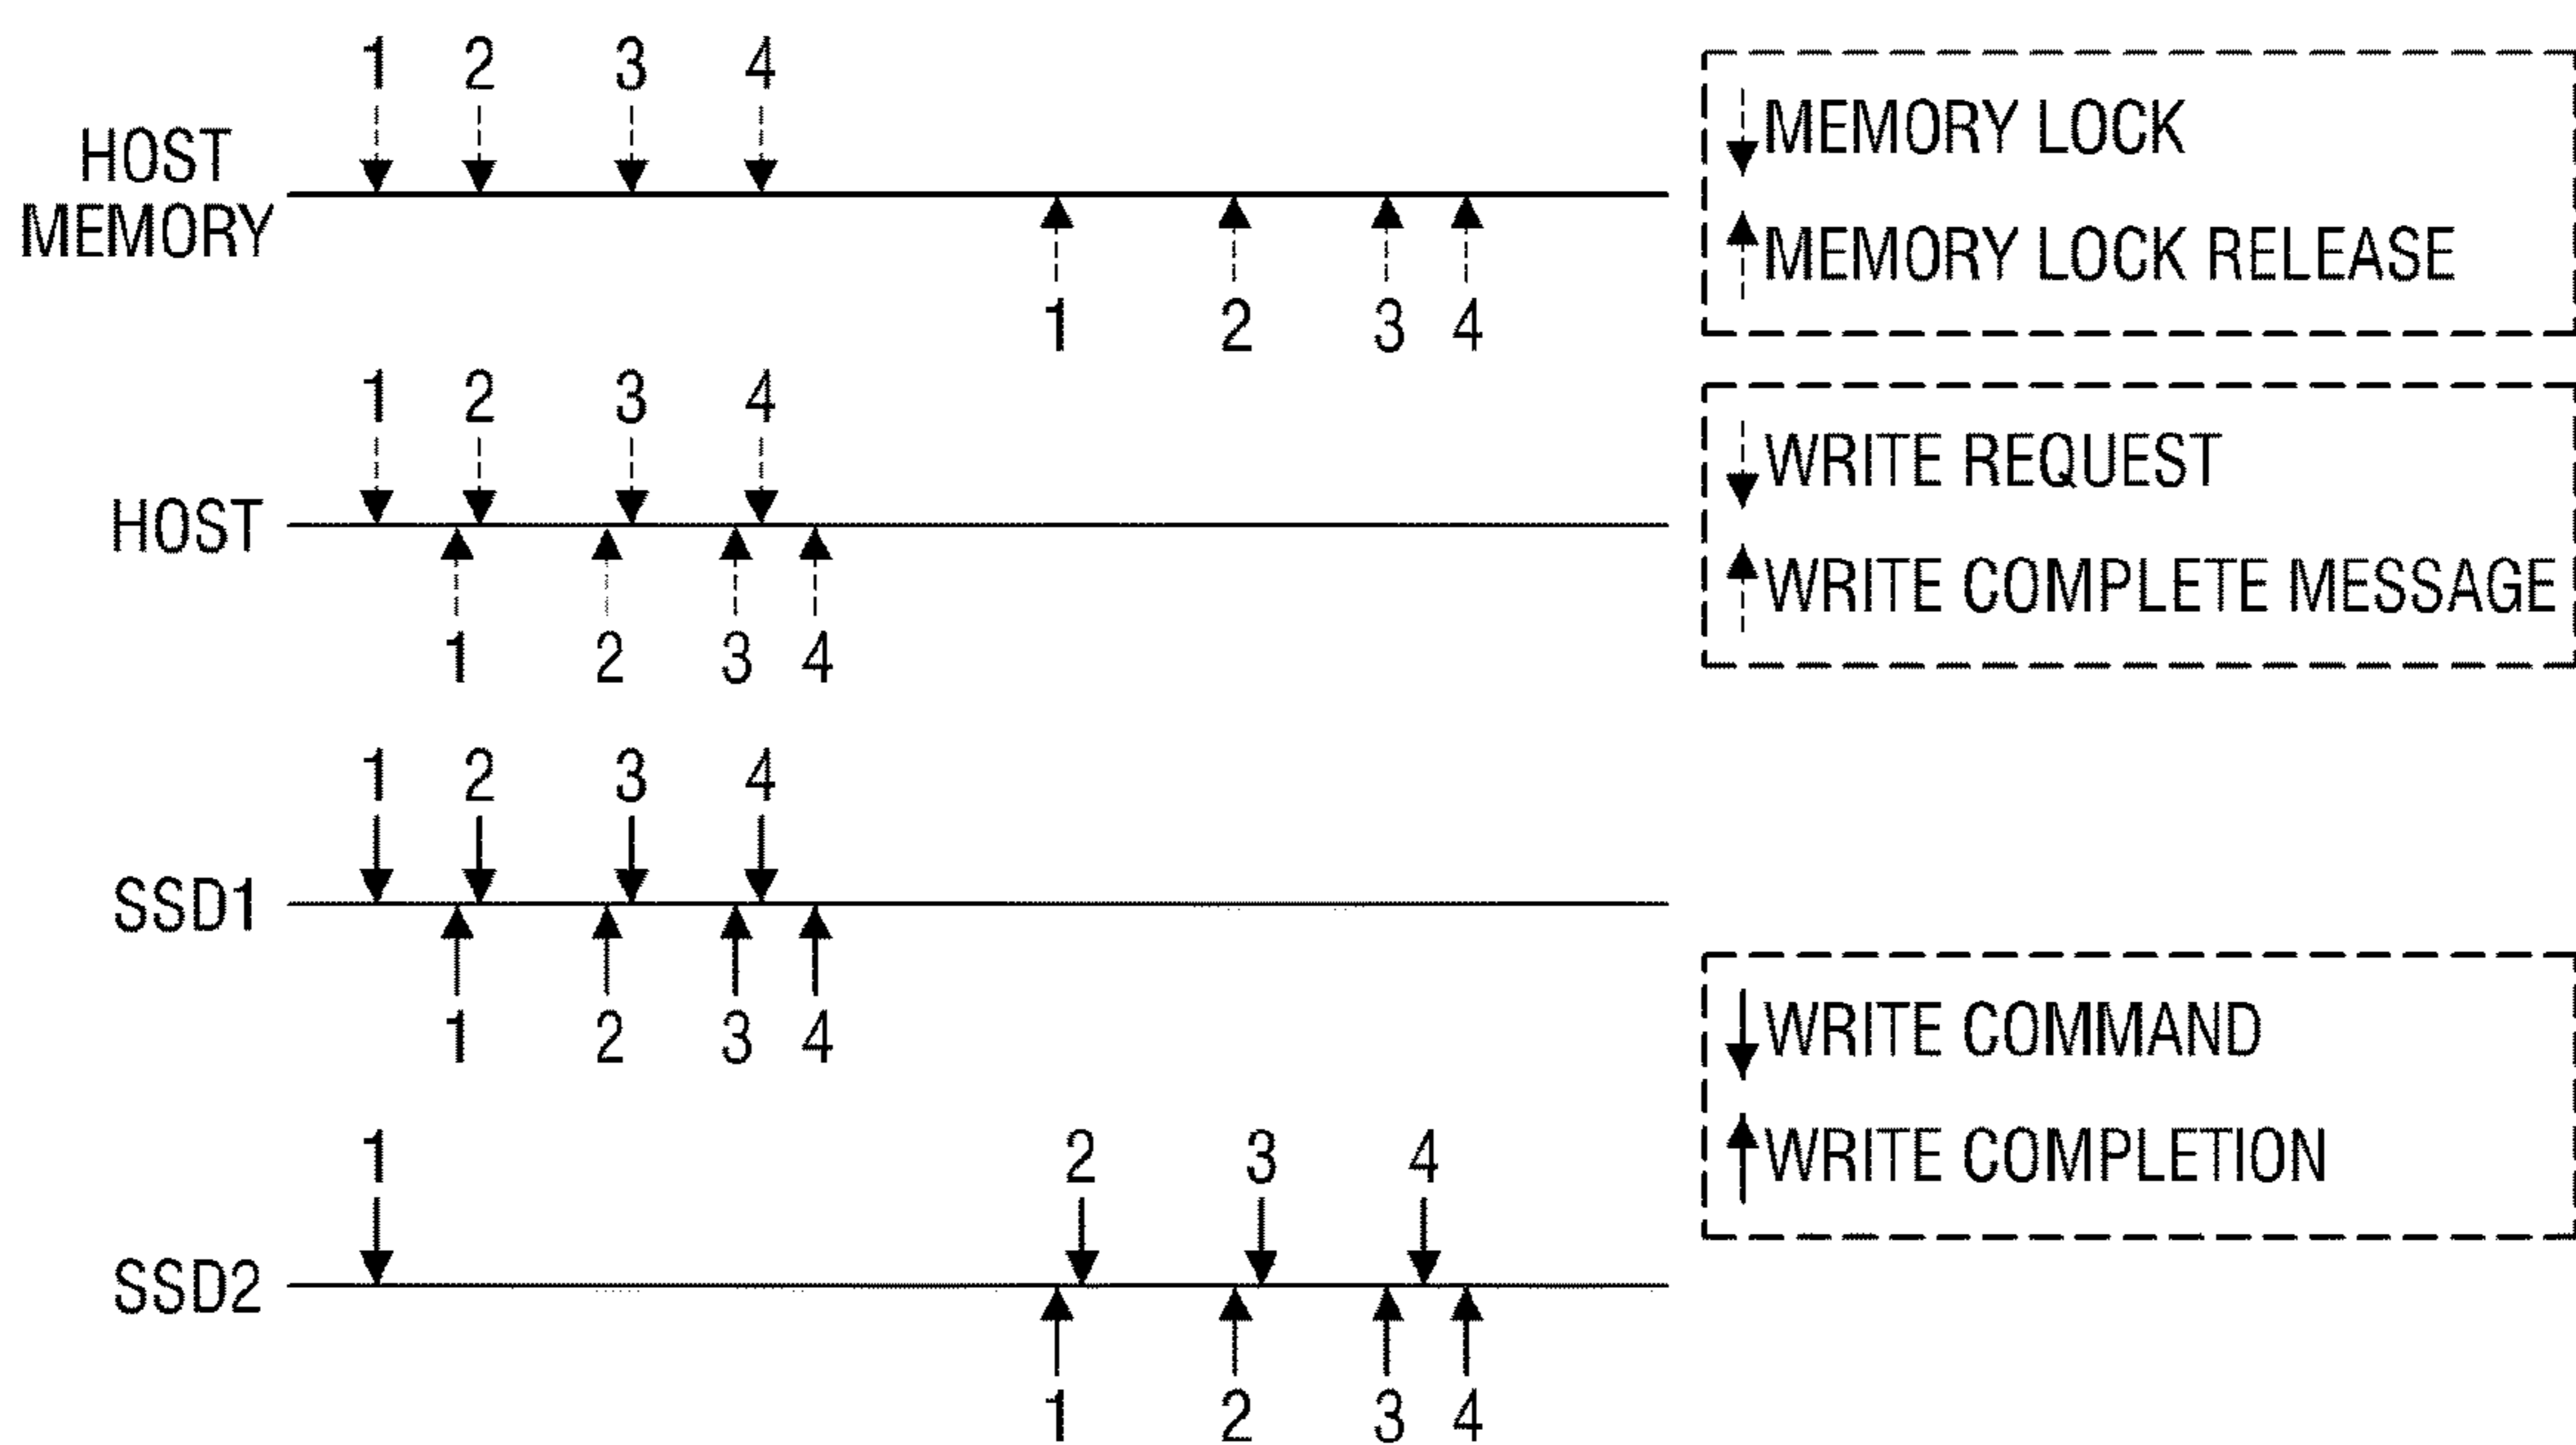 1 2 3 4
HOST
MEMORY
1 2 3 4
MEMORY LOCK
MEMORY LOCK RELEASE
1 2 3 4
HOST
1 2 3 4
WRITE REQUEST
WRITE COMPLETE MESSAGE
1 2 3 4
SSD1
1 2 3 4
WRITE COMMAND
WRITE COMPLETION
1 2 3 4
SSD2
1 2 3 4